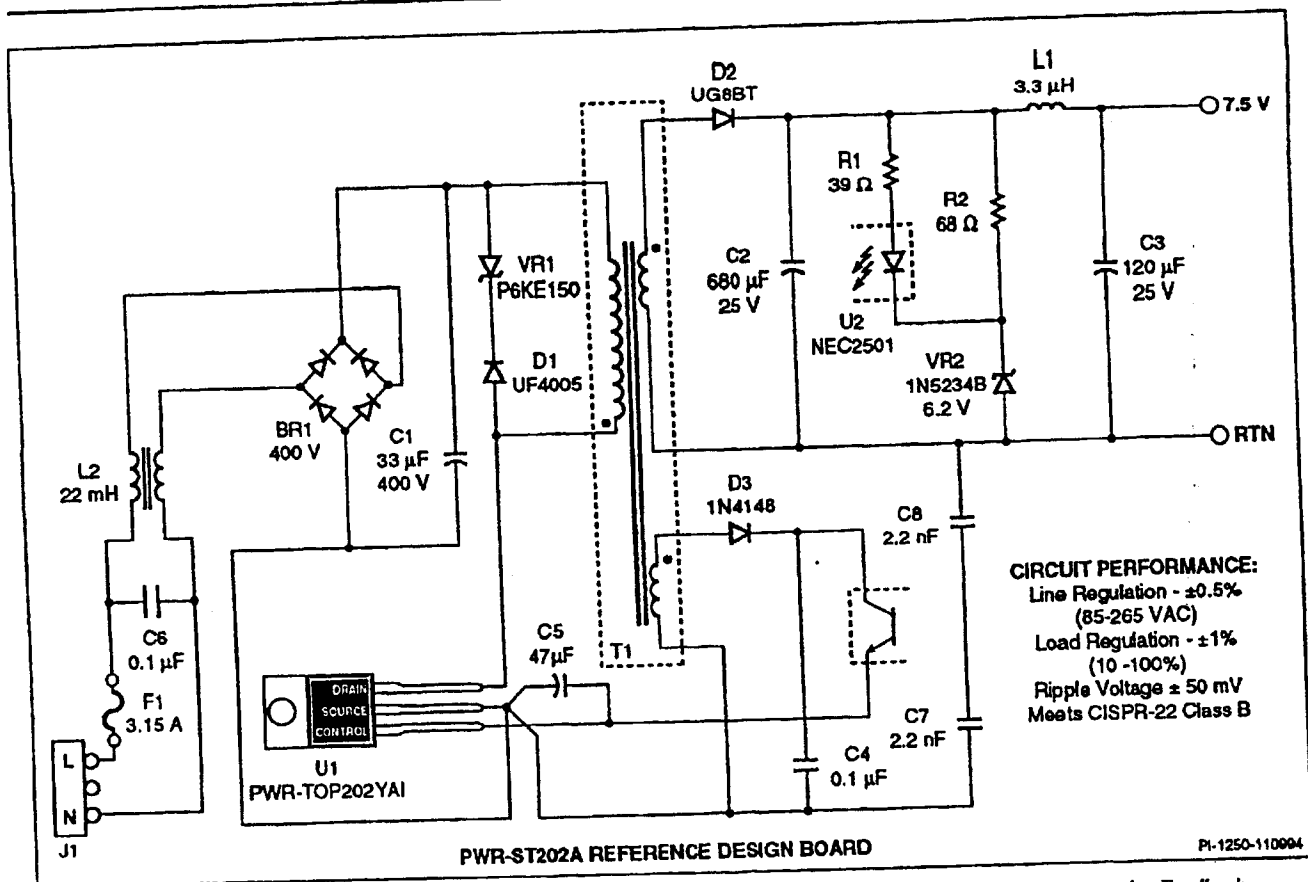 D2
UG8BT
L1
3.3 µH
7.5 V
R1
39 Ω
R2
68 Ω
C2
680 µF
25 V
C3
120 µF
25 V
U2
NEC2501
VR2
1N5234B
6.2 V
RTN
VR1
P6KE150
D1
UF4005
BR1
400 V
C1
33 µF
400 V
L2
22 mH
D3
1N4148
C8
2.2 nF
CIRCUIT PERFORMANCE:
Line Regulation - ±0.5%
(85-265 VAC)
Load Regulation - ±1%
(10 -100%)
Ripple Voltage ± 50 mV
Meets CISPR-22 Class B
C6
0.1 µF
F1
3.15 A
C5
47µF
T1
DRAIN
SOURCE
CONTROL
U1
PWR-TOP202YAI
C7
2.2 nF
C4
0.1 µF
L
N
J1
PWR-ST202A REFERENCE DESIGN BOARD
PI-1250-110994